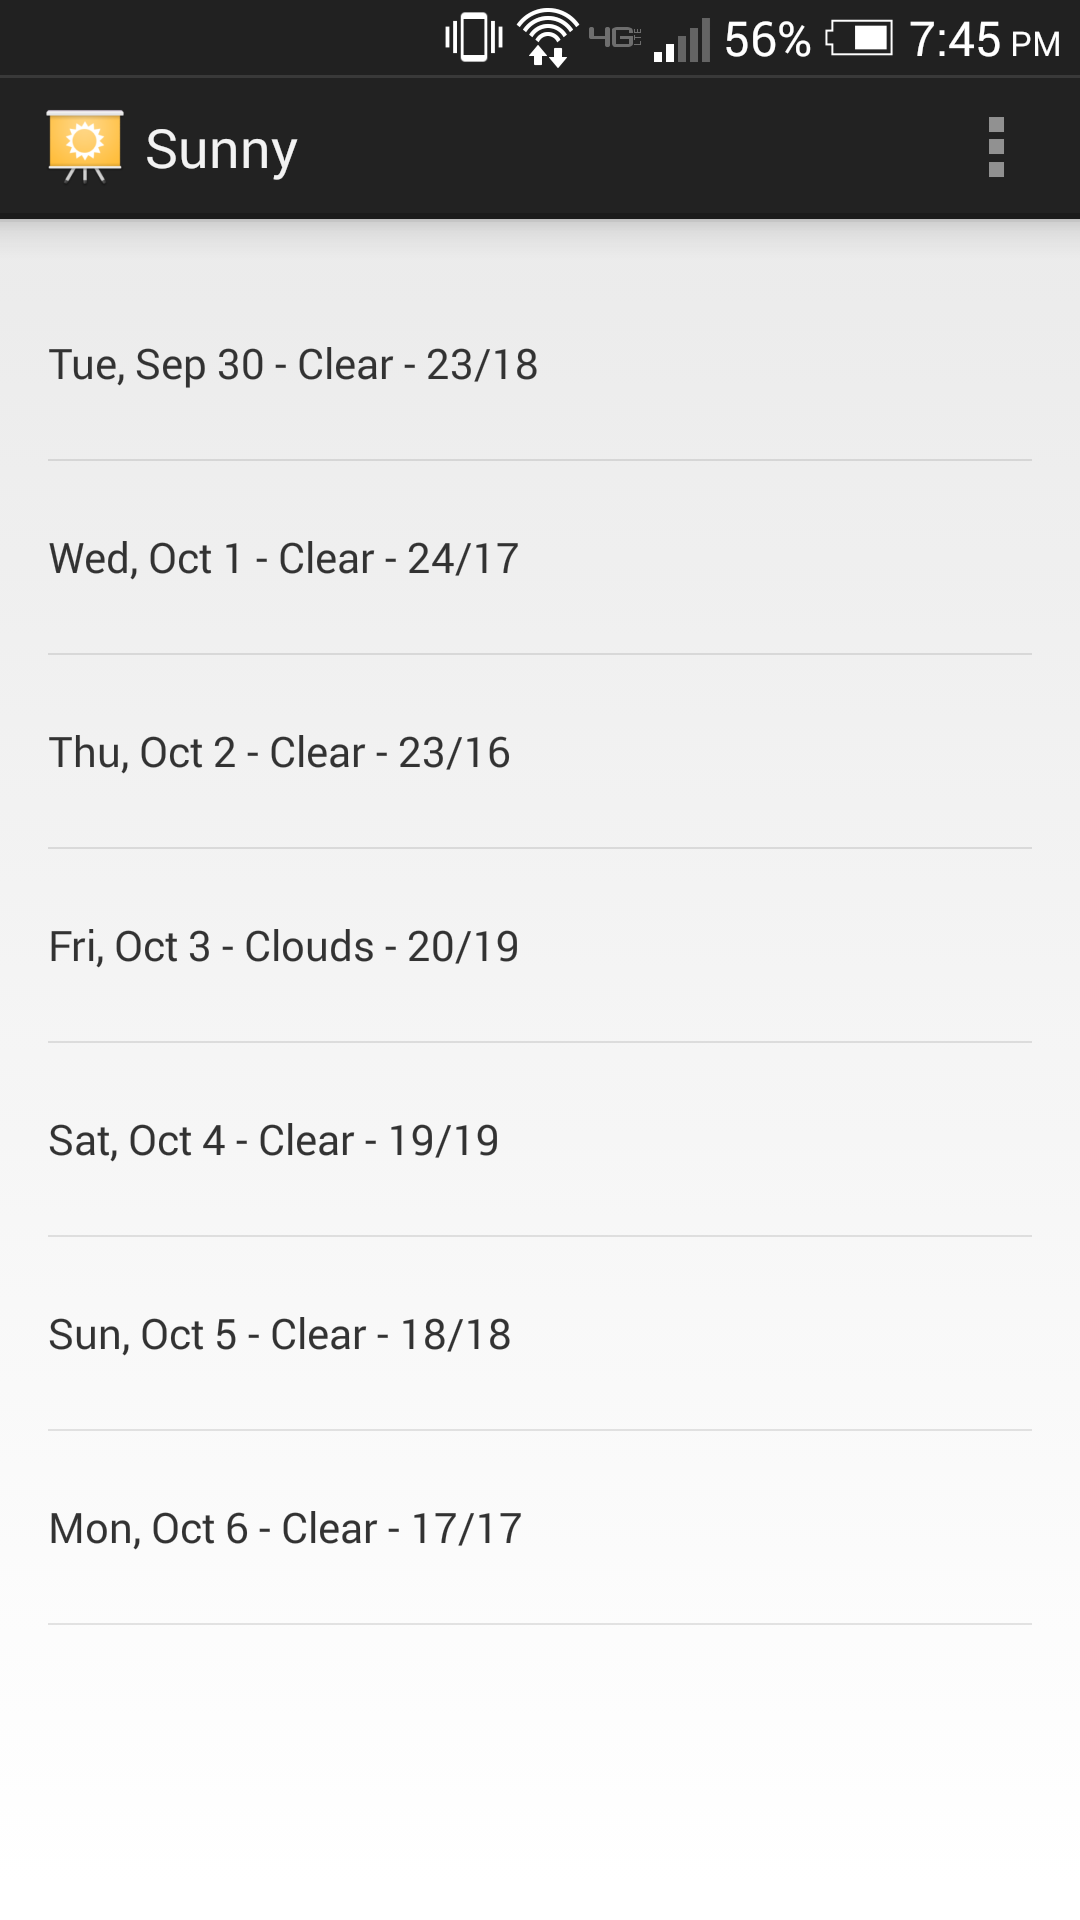 4G LTE 56% 7:45 PM
Sunny
Tue, Sep 30 - Clear - 23/18
Wed, Oct 1 - Clear - 24/17
Thu, Oct 2 - Clear - 23/16
Fri, Oct 3 - Clouds - 20/19
Sat, Oct 4 - Clear - 19/19
Sun, Oct 5 - Clear - 18/18
Mon, Oct 6 - Clear - 17/17